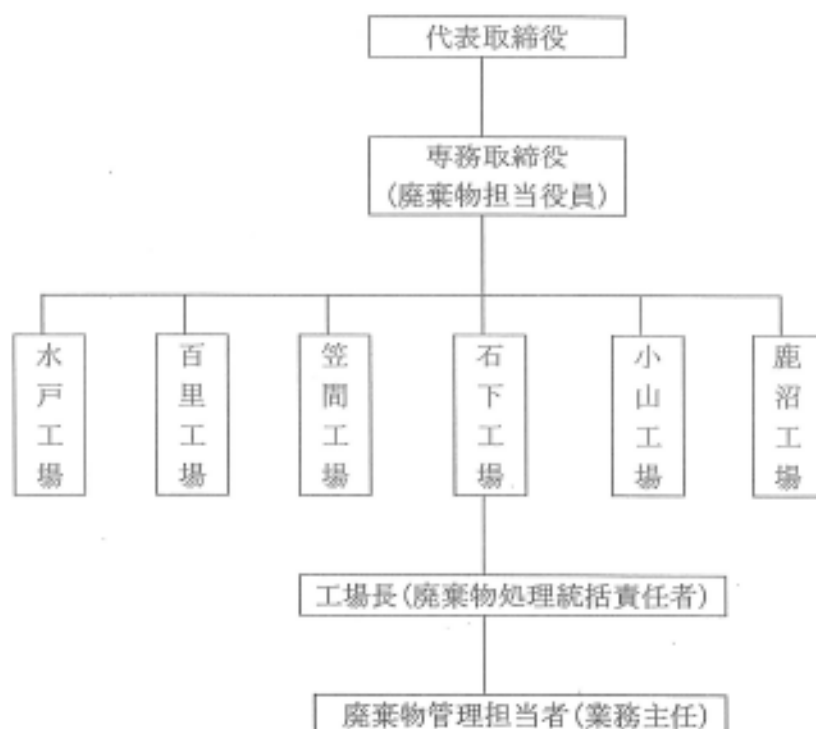 代表取締役
専務取締役
(廃棄物担当役員)
水戸工場
百里工場
笠間工場
石下工場
小山工場
鹿沼工場
工場長(廃棄物処理統括責任者)
廃棄物管理担当者(業務主任)